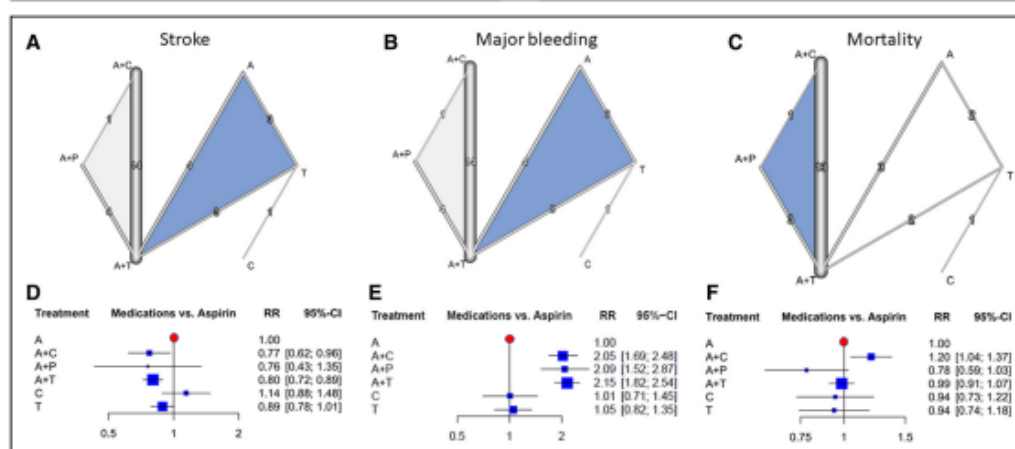 A
Stroke
B
Major bleeding
C
Mortality
A+C
A
A+P
T
A+T
C
1
A+C
A
A+P
T
A+T
C
1
A+C
A
A+P
T
A+T
C
1
D
Treatment Medications vs. Aspirin RR 95%-CI
A 1.00
A+C 0.77 [0.62; 0.96]
A+P 0.76 [0.43; 1.35]
A+T 0.80 [0.72; 0.89]
C 1.14 [0.88; 1.48]
T 0.89 [0.78; 1.01]
0.5 1 2
E
Treatment Medications vs. Aspirin RR 95%-CI
A 1.00
A+C 2.05 [1.69; 2.48]
A+P 2.09 [1.52; 2.87]
A+T 2.15 [1.82; 2.54]
C 1.01 [0.71; 1.45]
T 1.05 [0.82; 1.35]
0.5 1 2
F
Treatment Medications vs. Aspirin RR 95%-CI
A 1.00
A+C 1.20 [1.04; 1.37]
A+P 0.78 [0.59; 1.03]
A+T 0.99 [0.91; 1.07]
C 0.94 [0.73; 1.22]
T 0.94 [0.74; 1.18]
0.75 1 1.5